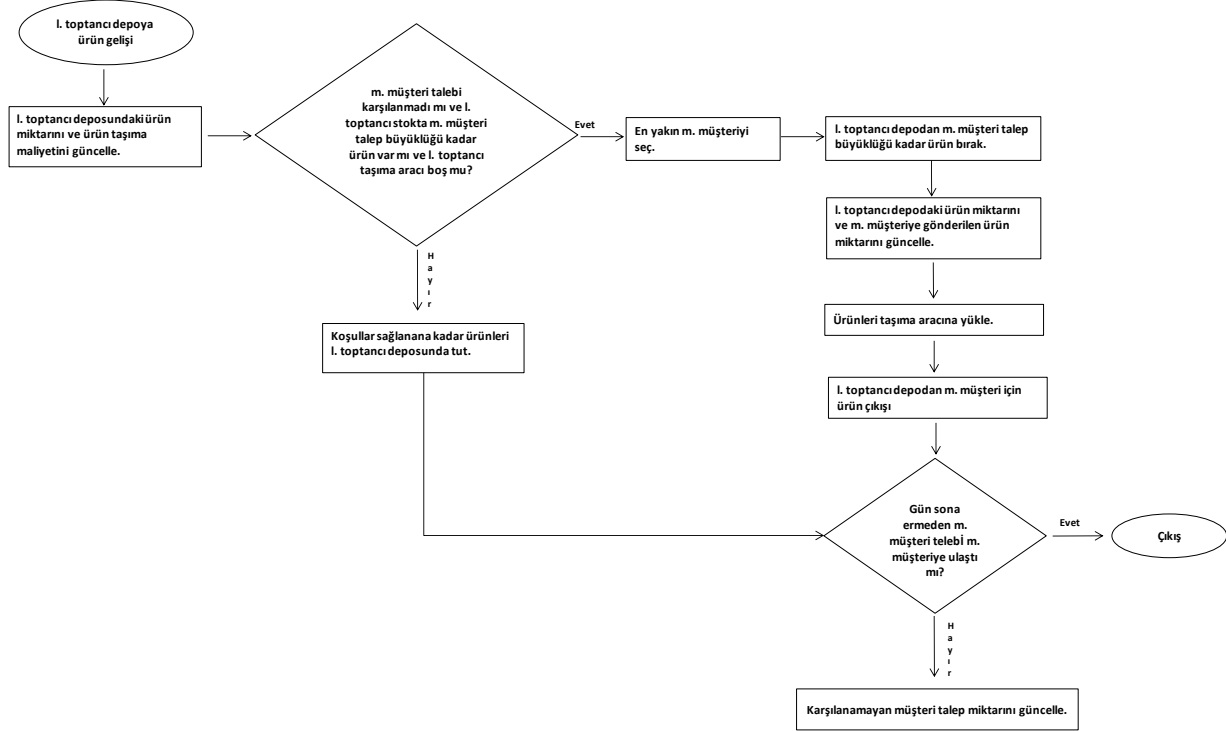 l. toptancı depoya
ürün gelişi
l. toptancı deposundaki ürün
miktarını ve ürün taşıma
maliyetini güncelle.
m. müşteri talebi
karşılanmadı mı ve l.
toptancı stokta m. müşteri
talep büyüklüğü kadar
ürün var mı ve l. toptancı
taşıma aracı boş mu?
Evet
En yakın m. müşteriyi
seç.
l. toptancı depodan m. müşteri talep
büyüklüğü kadar ürün bırak.
l. toptancı depodaki ürün miktarını
ve m. müşteriye gönderilen ürün
miktarını güncelle.
Hayır
Koşullar sağlanana kadar ürünleri
l. toptancı deposunda tut.
Ürünleri taşıma aracına yükle.
l. toptancı depodan m. müşteri için
ürün çıkışı
Gün sona
ermeden m.
müşteri telebİ m.
müşteriye ulaştı
mı?
Evet
Çıkış
Hayır
Karşılanamayan müşteri talep miktarını güncelle.